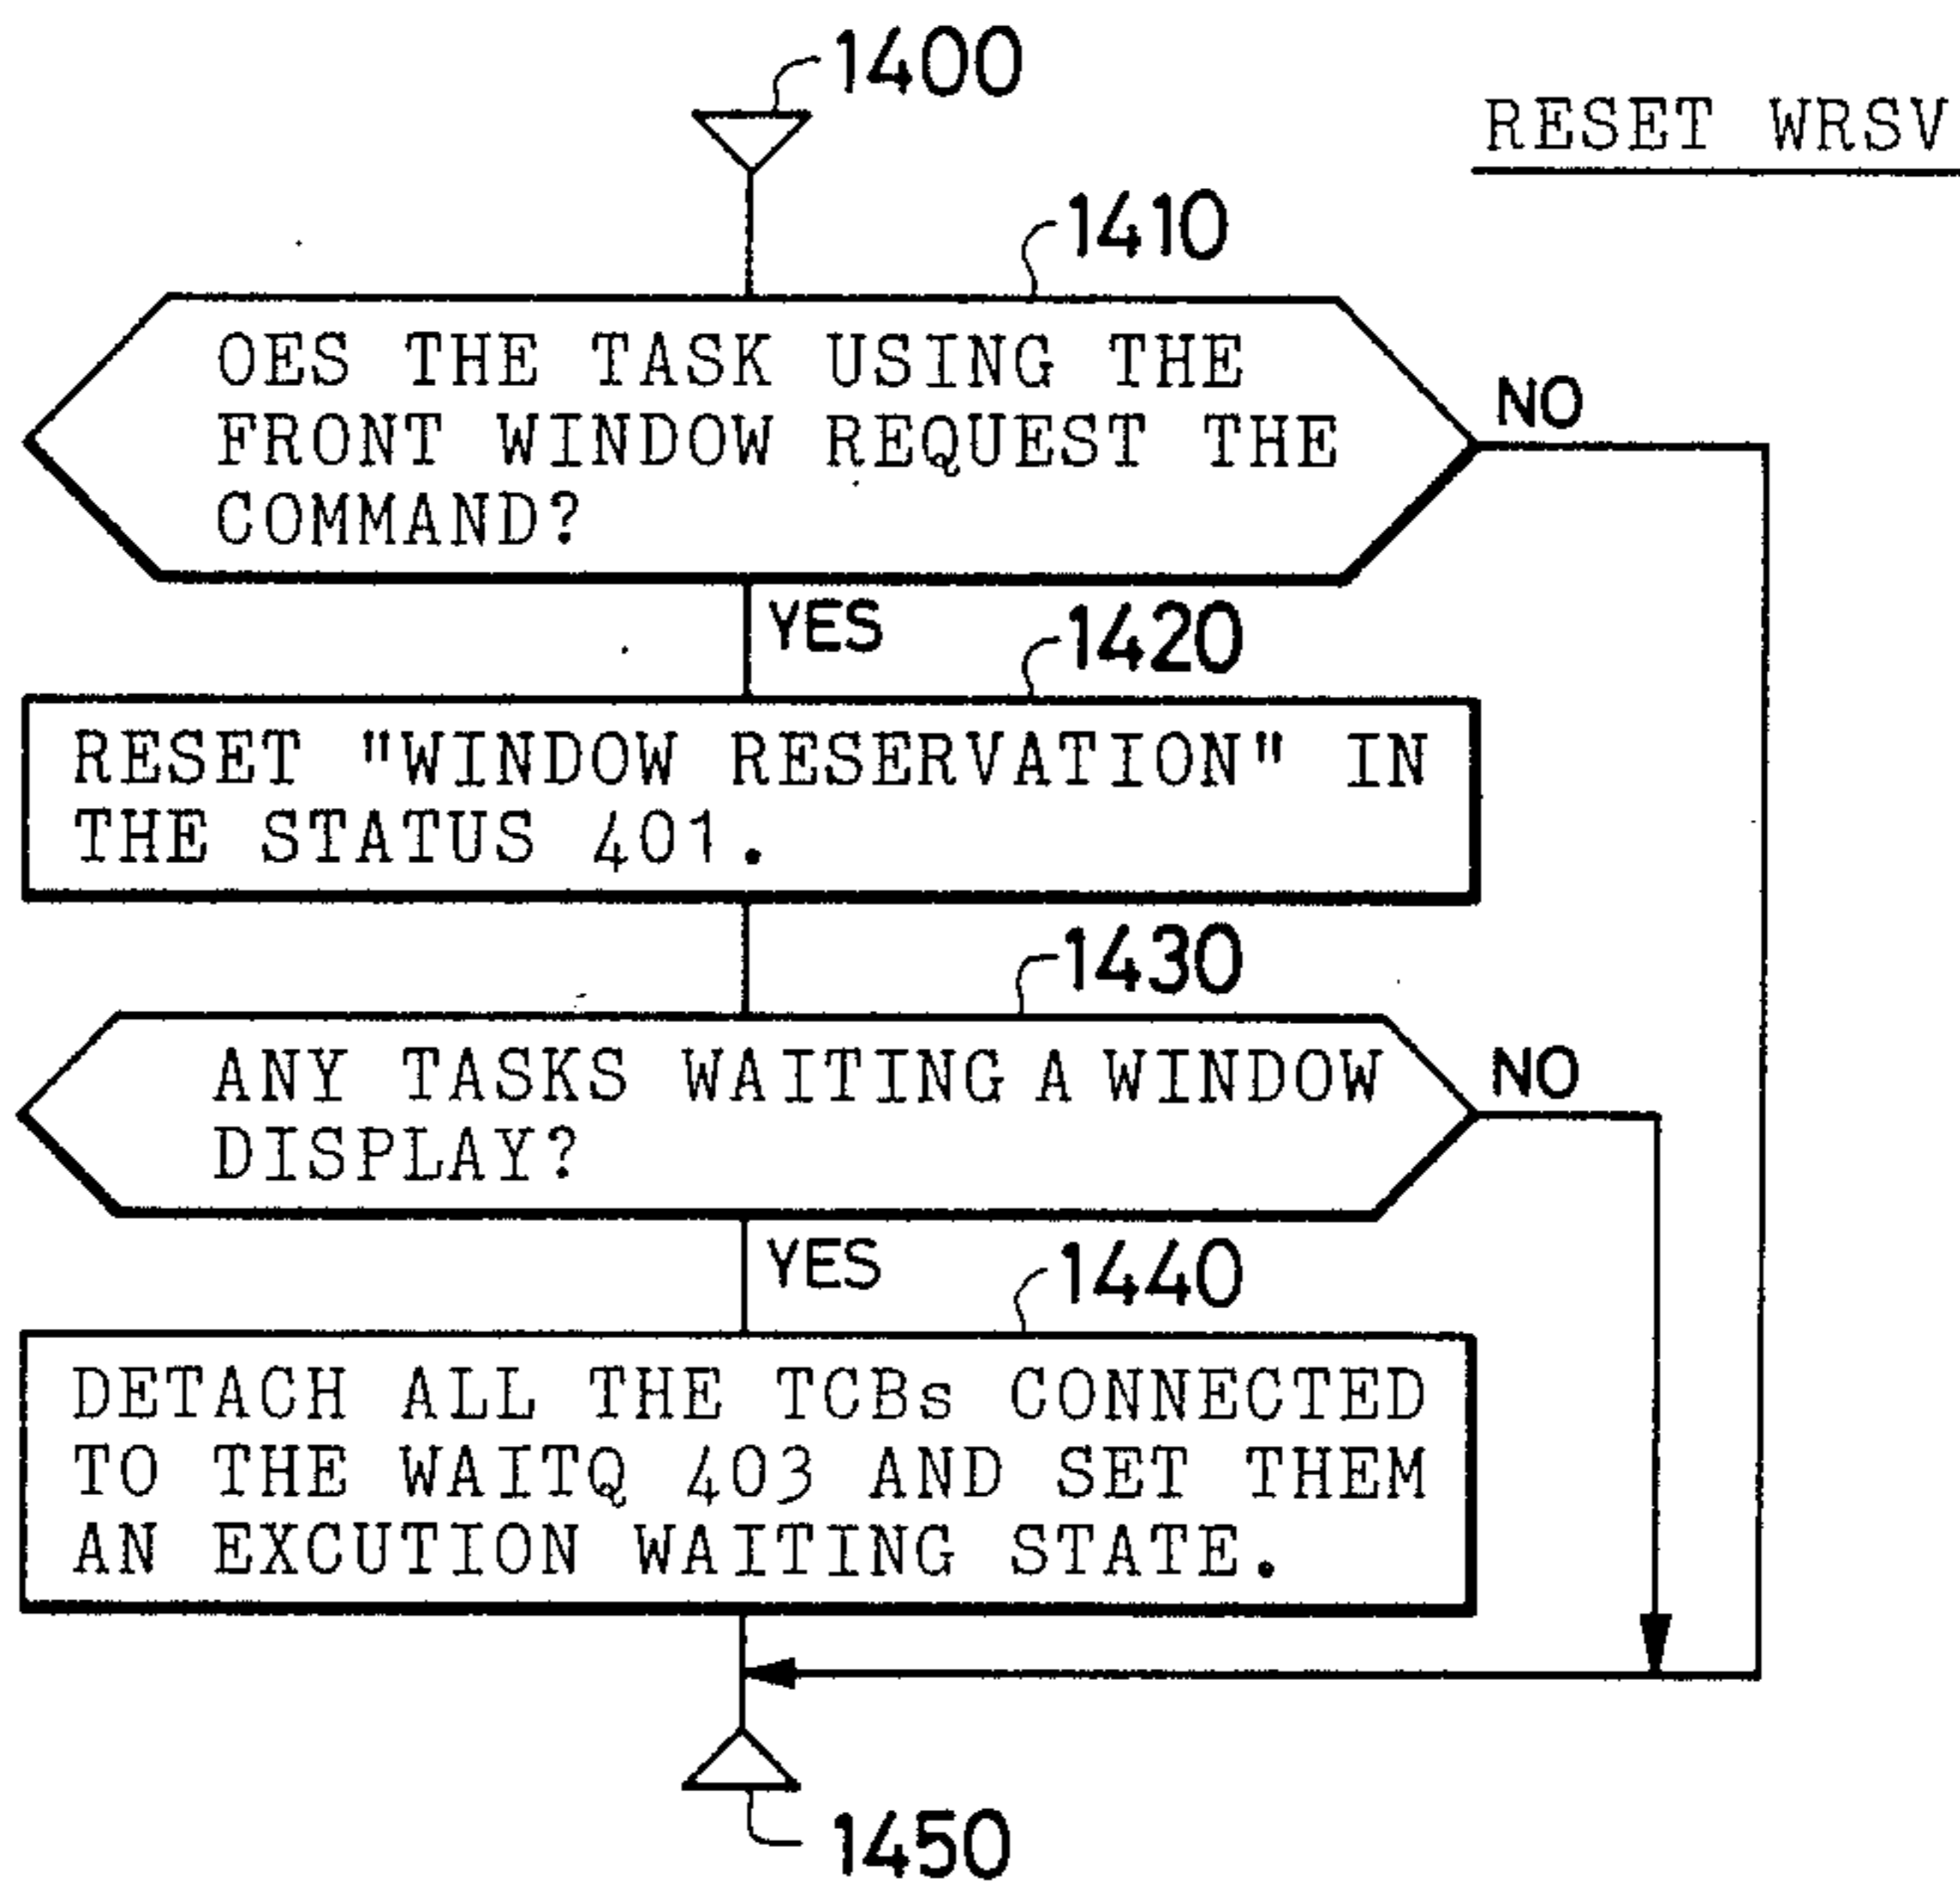 1400
RESET WRSV
1410
OES THE TASK USING THE
FRONT WINDOW REQUEST THE
COMMAND?
NO
YES
1420
RESET "WINDOW RESERVATION" IN
THE STATUS 401.
1430
ANY TASKS WAITING A WINDOW
DISPLAY?
NO
YES
1440
DETACH ALL THE TCBs CONNECTED
TO THE WAITQ 403 AND SET THEM
AN EXCUTION WAITING STATE.
1450